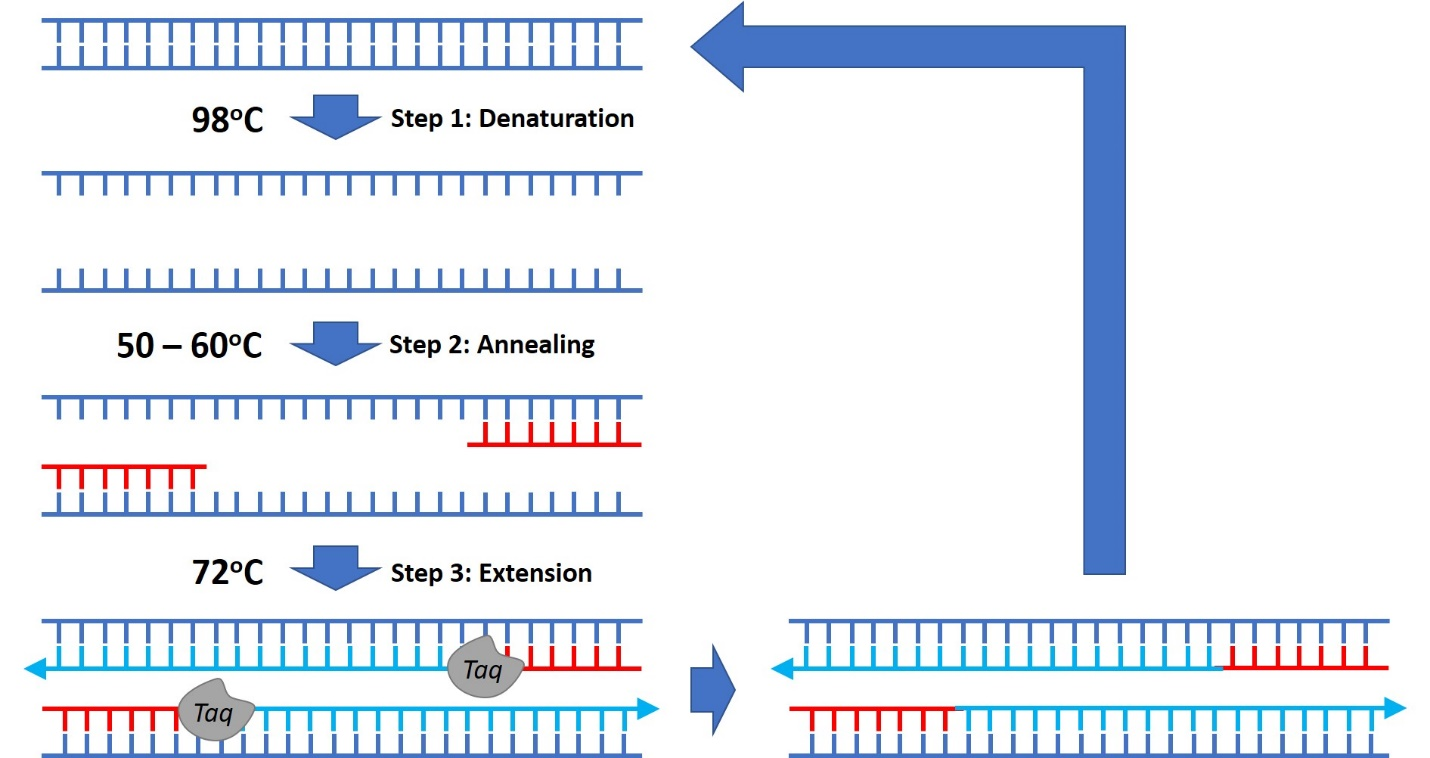 98°C Step 1: Denaturation
50 – 60°C Step 2: Annealing
72°C Step 3: Extension
Taq
Taq